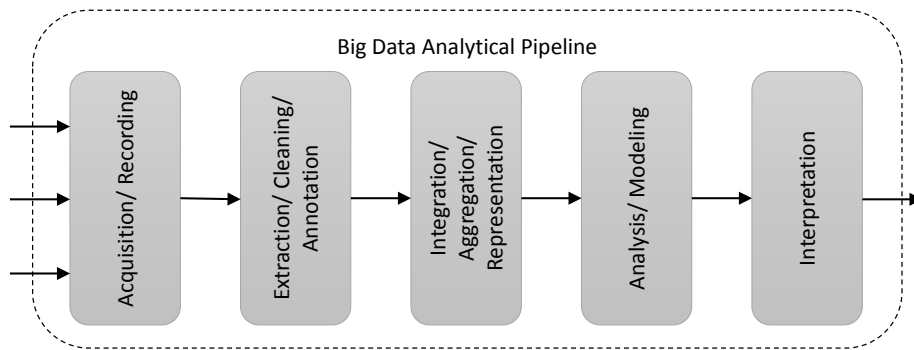 Big Data Analytical Pipeline
Acquisition/ Recording
Extraction/ Cleaning/
Annotation
Integration/
Aggregation/
Representation
Analysis/ Modeling
Interpretation